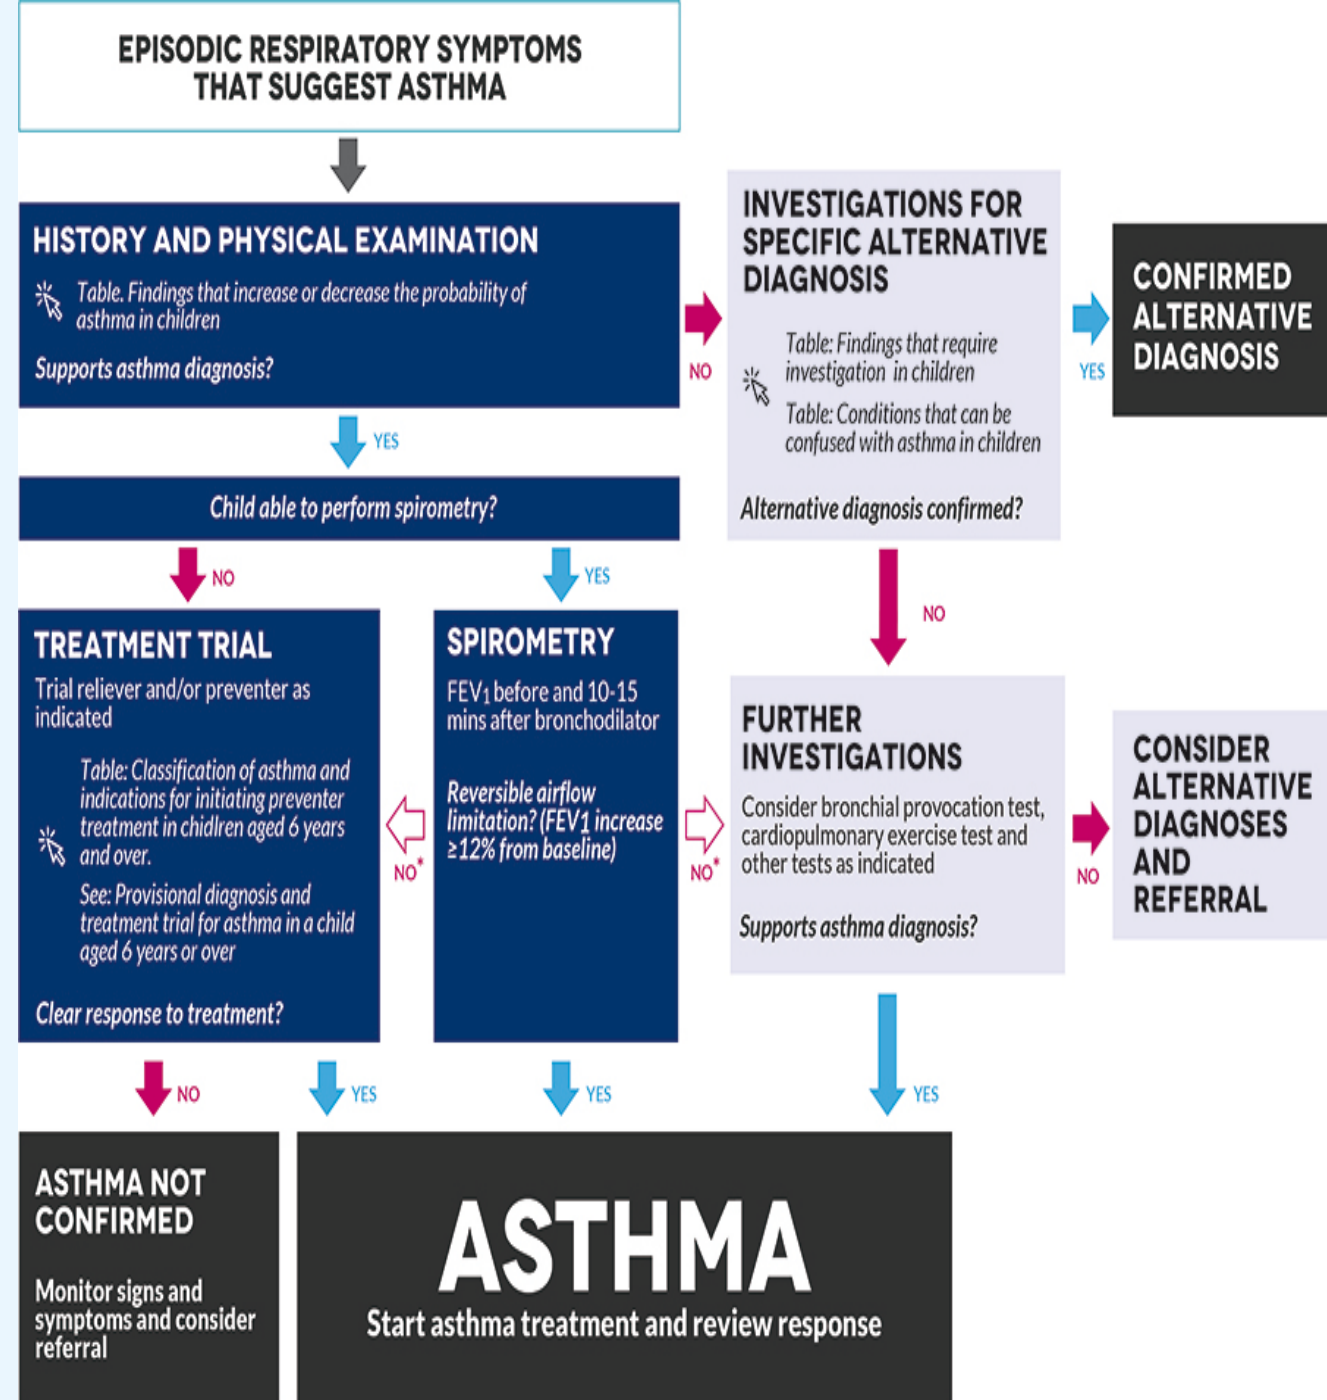 EPISODIC RESPIRATORY SYMPTOMS
THAT SUGGEST ASTHMA
HISTORY AND PHYSICAL EXAMINATION
Table. Findings that increase or decrease the probability of
asthma in children
Supports asthma diagnosis?
NO
INVESTIGATIONS FOR
SPECIFIC ALTERNATIVE
DIAGNOSIS
Table: Findings that require
investigation in children
Table: Conditions that can be
confused with asthma in children
Alternative diagnosis confirmed?
YES
CONFIRMED
ALTERNATIVE
DIAGNOSIS
YES
Child able to perform spirometry?
NO
YES
NO
TREATMENT TRIAL
Trial reliever and/or preventer as
indicated
Table: Classification of asthma and
indications for initiating preventer
treatment in chidlren aged 6 years
and over.
See: Provisional diagnosis and
treatment trial for asthma in a child
aged 6 years or over
Clear response to treatment?
NO*
SPIROMETRY
FEV1 before and 10-15
mins after bronchodilator
Reversible airflow
limitation? (FEV1 increase
≥12% from baseline)
NO*
FURTHER
INVESTIGATIONS
Consider bronchial provocation test,
cardiopulmonary exercise test and
other tests as indicated
Supports asthma diagnosis?
NO
CONSIDER
ALTERNATIVE
DIAGNOSES
AND
REFERRAL
NO
YES
YES
YES
ASTHMA NOT
CONFIRMED
Monitor signs and
symptoms and consider
referral
ASTHMA
Start asthma treatment and review response